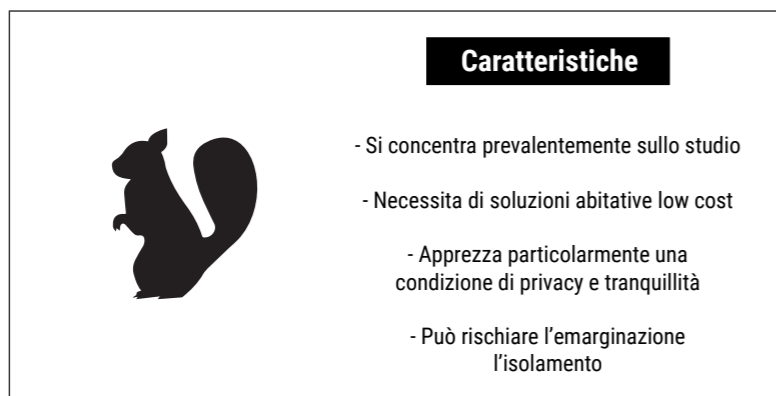 Caratteristiche
- Si concentra prevalentemente sullo studio
- Necessita di soluzioni abitative low cost
- Apprezza particolarmente una
condizione di privacy e tranquillità
- Può rischiare l’emarginazione
l’isolamento